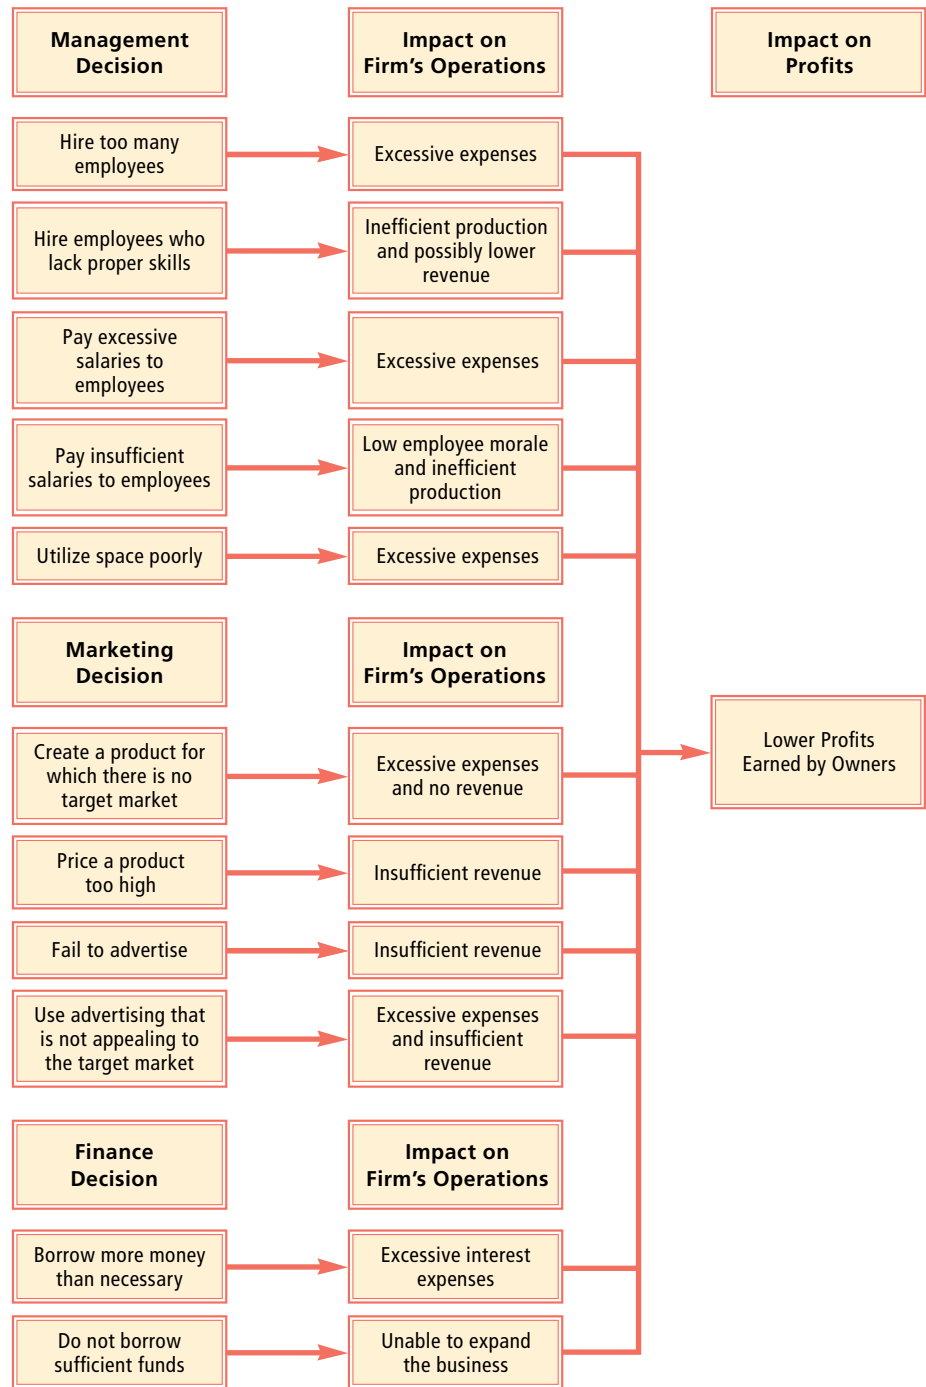 Management
Decision
Impact on
Firm's Operations
Impact on
Profits
Hire too many
employees
Excessive expenses
Hire employees who
lack proper skills
Inefficient production
and possibly lower
revenue
Pay excessive
salaries to
employees
Excessive expenses
Pay insufficient
salaries to employees
Low employee morale
and inefficient
production
Utilize space poorly
Excessive expenses
Marketing
Decision
Impact on
Firm's Operations
Create a product for
which there is no
target market
Excessive expenses
and no revenue
Lower Profits
Earned by Owners
Price a product
too high
Insufficient revenue
Fail to advertise
Insufficient revenue
Use advertising that
is not appealing to
the target market
Excessive expenses
and insufficient
revenue
Finance
Decision
Impact on
Firm's Operations
Borrow more money
than necessary
Excessive interest
expenses
Do not borrow
sufficient funds
Unable to expand
the business